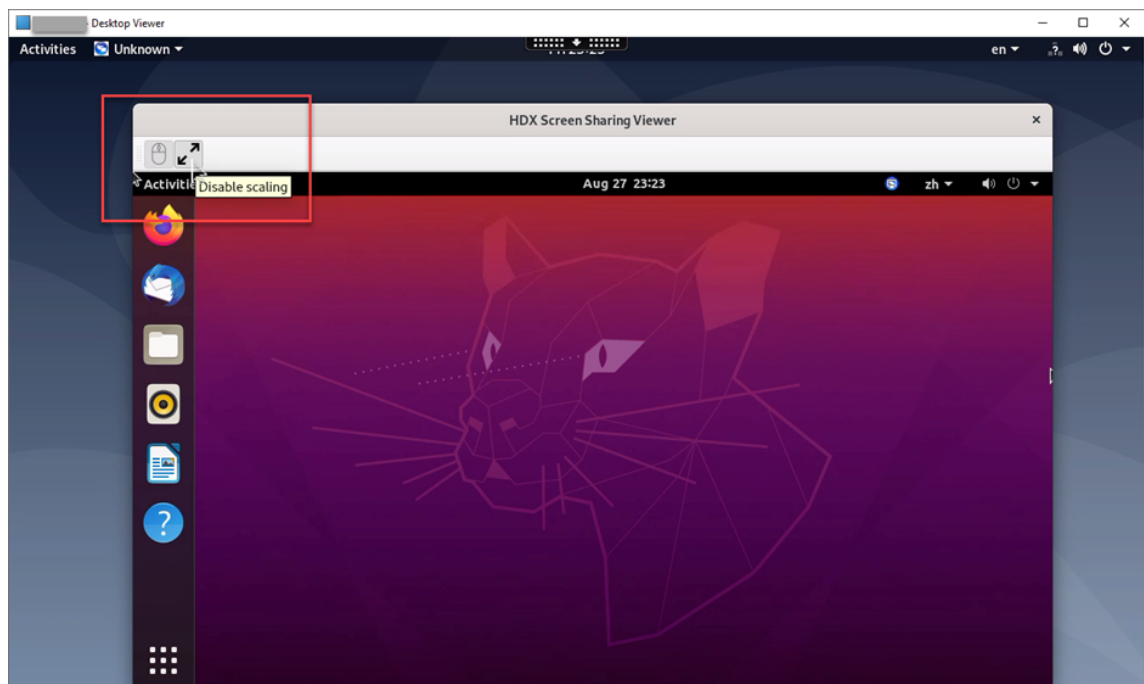 Desktop Viewer
Activities Unknown en
HDX Screen Sharing Viewer
Disable scaling
Aug 27 23:23 zh